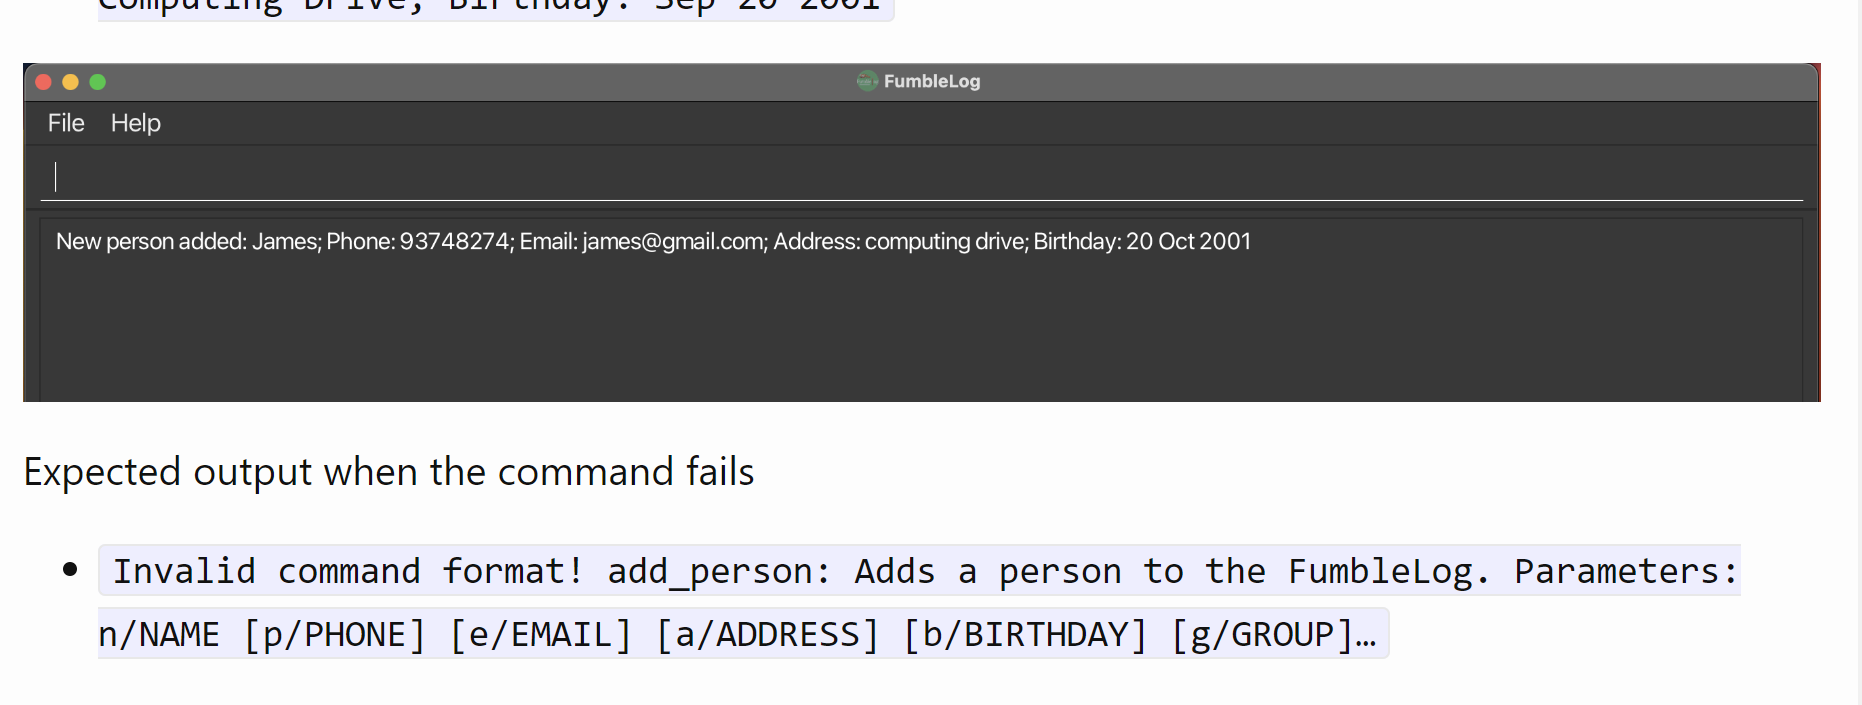 Computing Drive; Birthday: Sep 20 2001
FumbleLog
File Help
New person added: James; Phone: 93748274; Email: james@gmail.com; Address: computing drive; Birthday: 20 Oct 2001
Expected output when the command fails
• Invalid command format! add_person: Adds a person to the FumbleLog. Parameters:
n/NAME [p/PHONE] [e/EMAIL] [a/ADDRESS] [b/BIRTHDAY] [g/GROUP]…